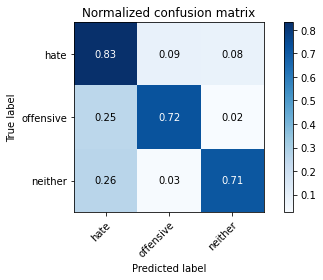 Normalized confusion matrix
True label
hate
offensive
neither
0.83 0.09 0.08
0.25 0.72 0.02
0.26 0.03 0.71
hate
offensive
neither
Predicted label
0.8
0.7
0.6
0.5
0.4
0.3
0.2
0.1